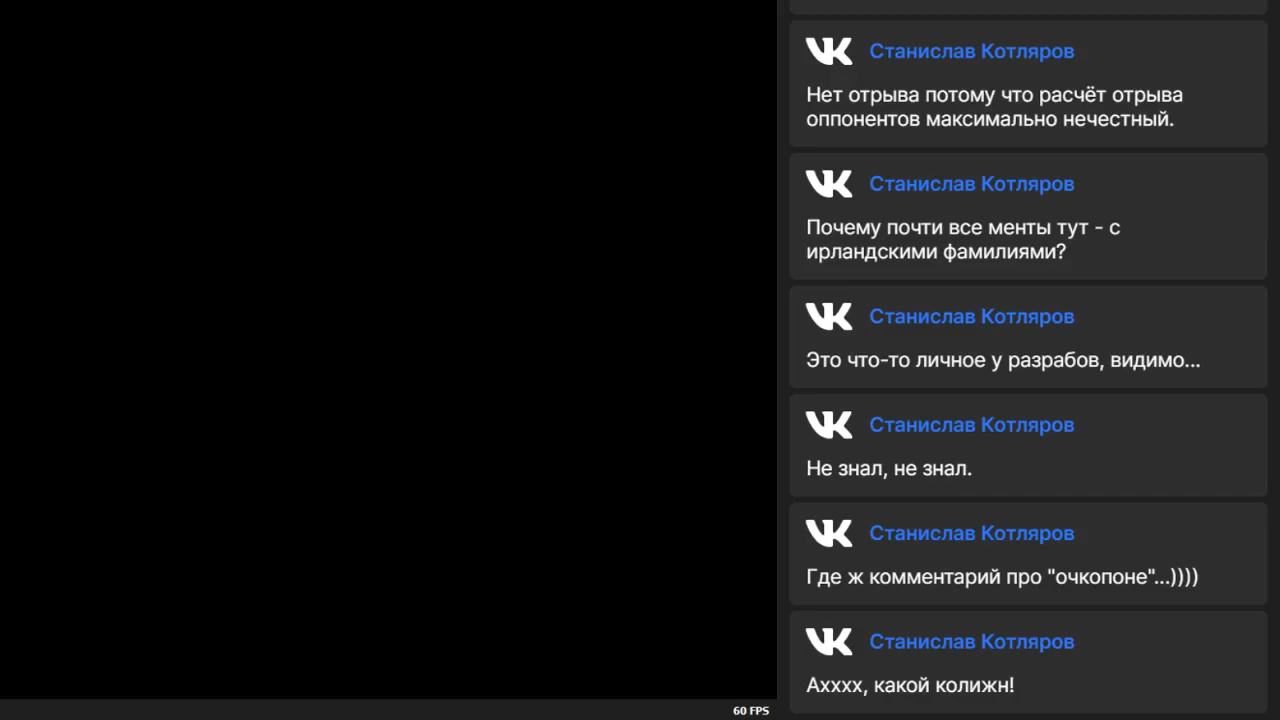 Станислав Котляров
Нет отрыва потому что расчёт отрыва
оппонентов максимально нечестный.
Станислав Котляров
Почему почти все менты тут - с
ирландскими фамилиями?
Станислав Котляров
Это что-то личное у разрабов, видимо...
Станислав Котляров
Не знал, не знал.
Станислав Котляров
Где ж комментарий про "очкопоне"...))))
Станислав Котляров
Ахххх, какой колижн!
60 FPS